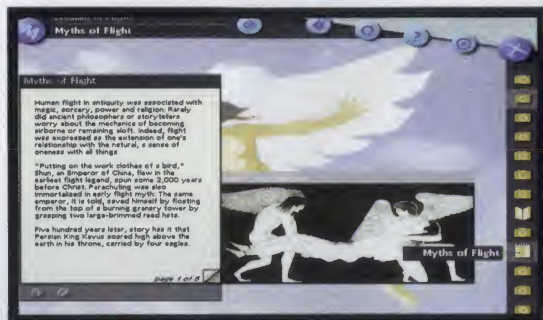 Myths of Flight
?
Myths of Flight
Human flight in antiquity was associated with
magic, sorcery, power and religion. Rarely
did ancient philosophers or storytellers
worry about the mechanics of becoming
airborne or remaining aloft. Indeed, flight
was expressed as the extension of one's
relationship with the natural, a sense of
oneness with all things
"Putting on the work clothes of a bird,"
Shun, an Emperor of China, flew in the
earliest flight legend, spun some 2,000 years
before Christ. Parachuting was also
immortalized in early flight myth: The same
emperor, it is told, saved himself by floating
from the top of a burning granary tower by
grasping two large-brimmed reed hats.
Five hundred years later, story has it that
Persian King Kavus soared high above the
earth in his throne, carried by four eagles.
page 1 of 5
Myths of Flight